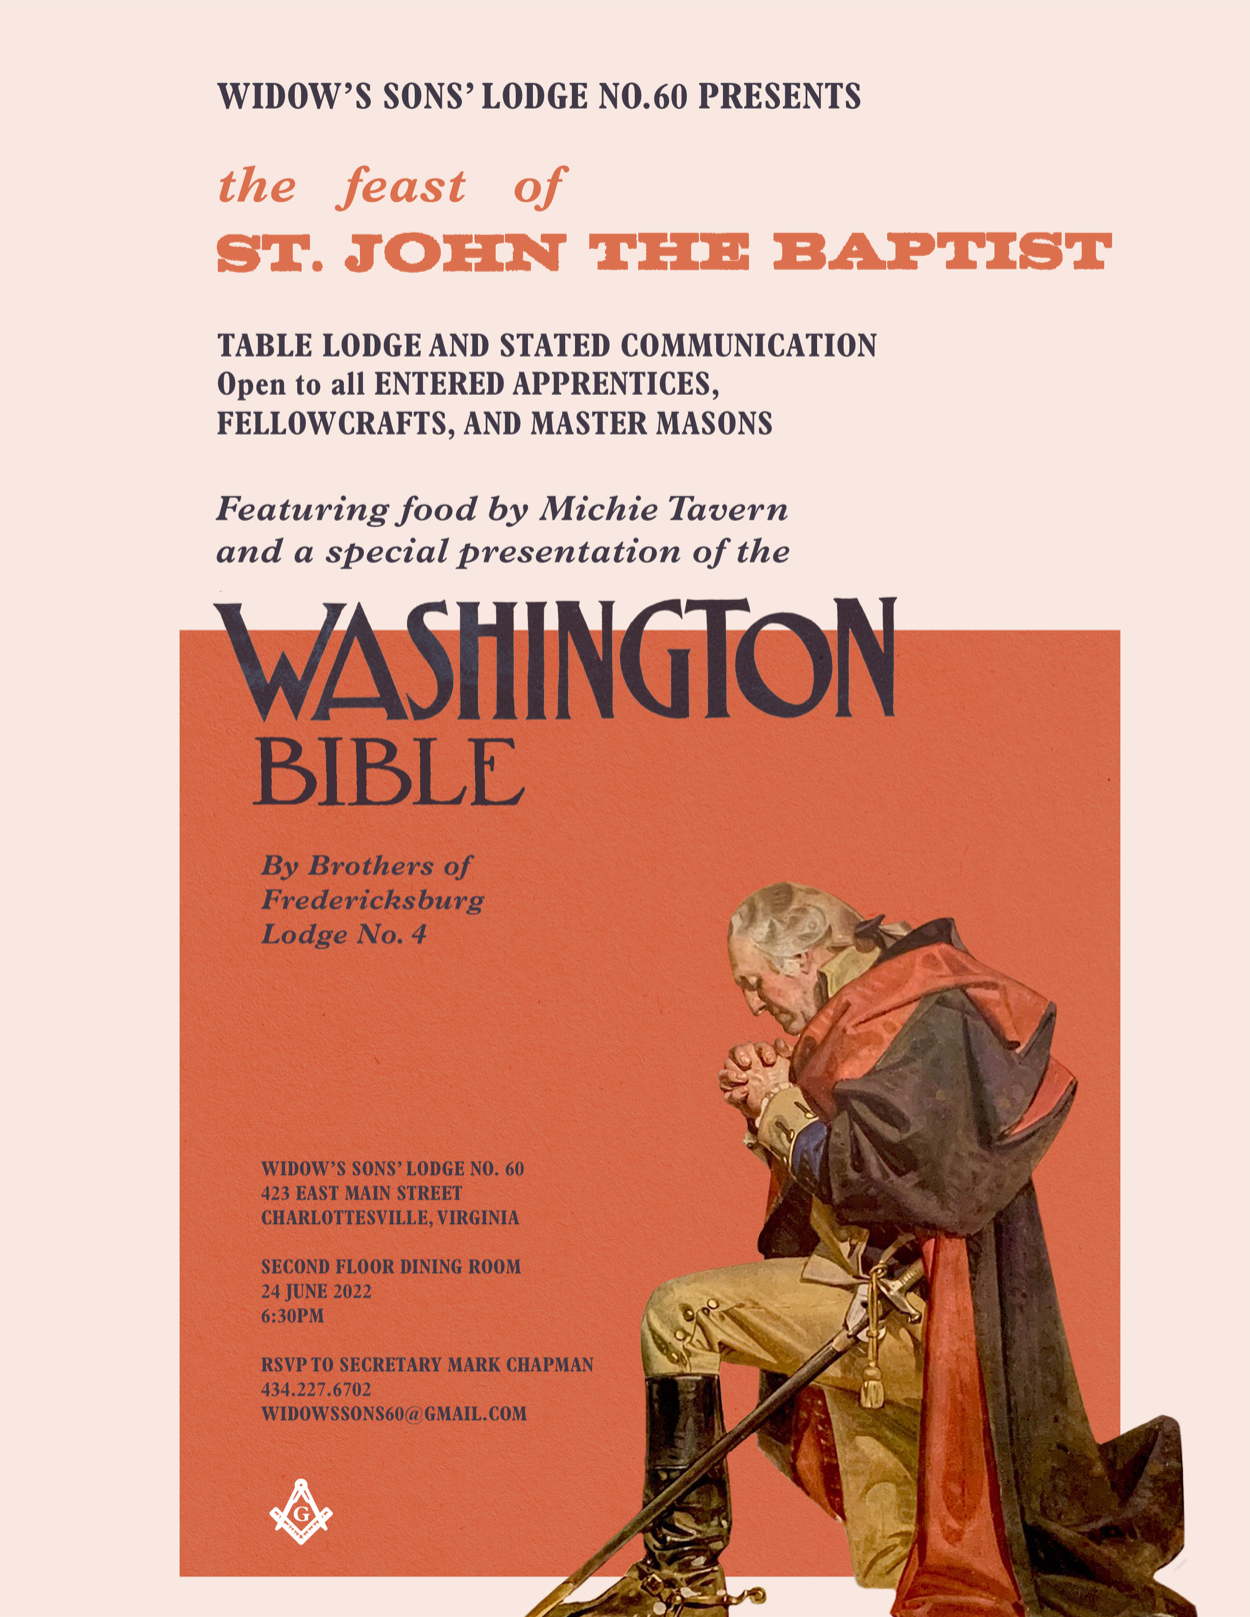 WIDOW'S SONS' LODGE NO.60 PRESENTS
the feast of
ST. JOHN THE BAPTIST
TABLE LODGE AND STATED COMMUNICATION
Open to all ENTERED APPRENTICES,
FELLOWCRAFTS, AND MASTER MASONS
Featuring food by Michie Tavern
and a special presentation of the
WASHINGTON
BIBLE
By Brothers of
Fredericksburg
Lodge No. 4
WIDOW'S SONS' LODGE NO. 60
423 EAST MAIN STREET
CHARLOTTESVILLE, VIRGINIA
SECOND FLOOR DINING ROOM
24 JUNE 2022
6:30PM
RSVP TO SECRETARY MARK CHAPMAN
434.227.6702
WIDOWSSONS60@GMAIL.COM
G